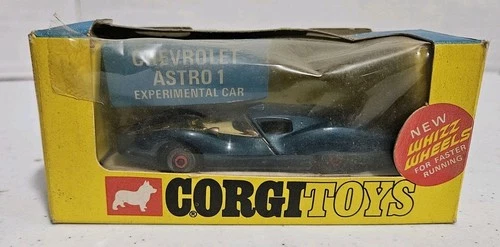 CHEVROLET
ASTRO 1
EXPERIMENTAL CAR
NEW
WHIZZ
WHEELS
FOR FASTER
RUNNING
CORGI TOYS